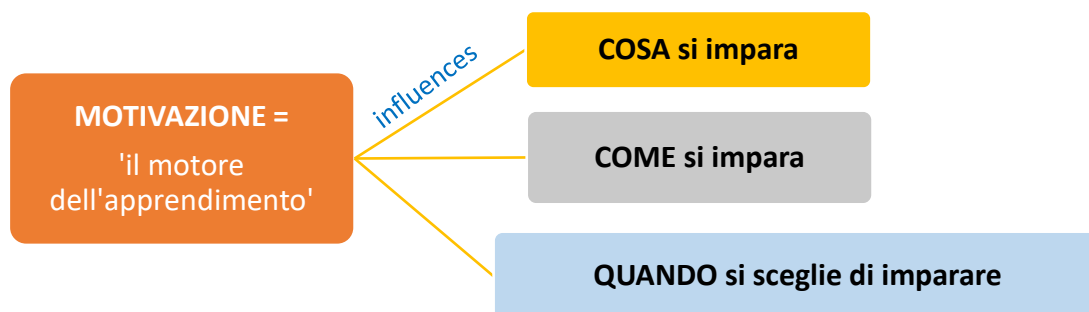 MOTIVAZIONE =
'il motore
dell'apprendimento'
influences
COSA si impara
COME si impara
QUANDO si sceglie di imparare